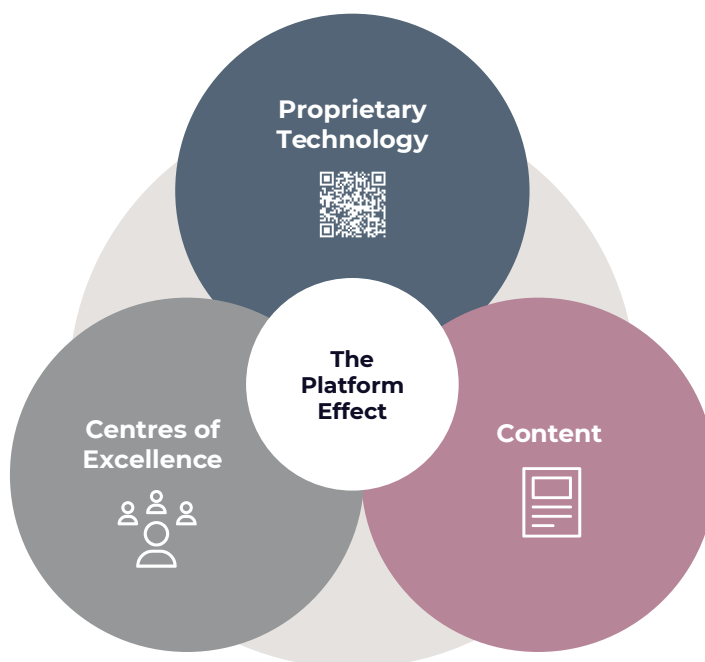 Proprietary
Technology
The
Platform
Effect
Centres of
Excellence
Content